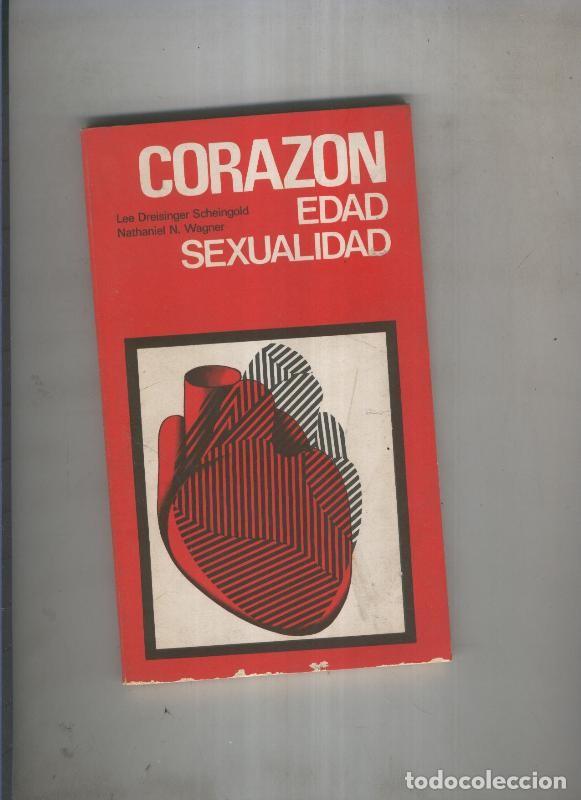 CORAZON
Lee Dreisinger Scheingold
Nathaniel N. Wagner
EDAD
SEXUALIDAD
todocoleccion